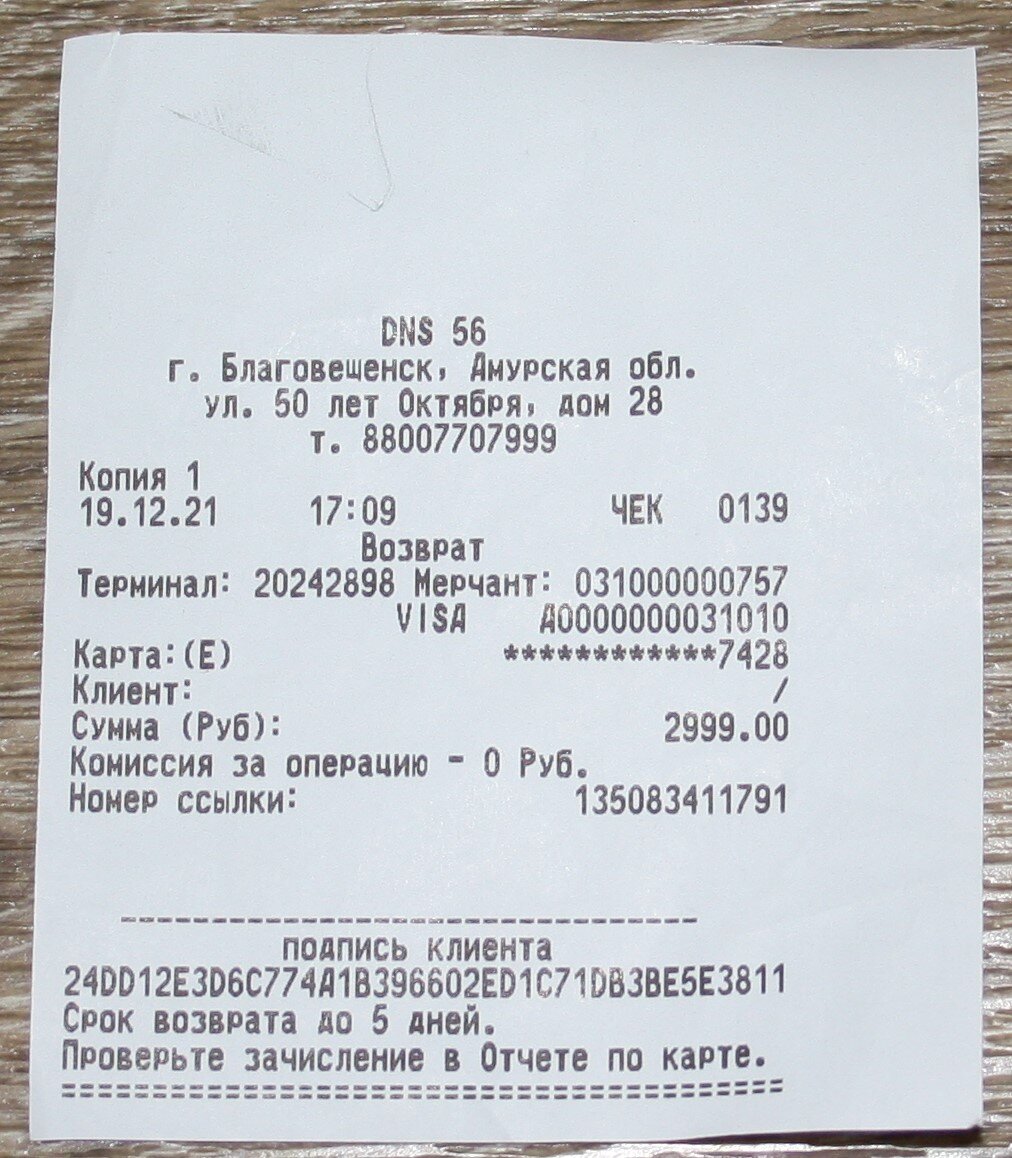 DNS 56
г. Благовешенск, Амурская обл.
ул. 50 лет Октября, дом 28
т. 88007707999
Копия 1
19.12.21 17:09 ЧЕК 0139
Возврат
Терминал: 20242898 Мерчант: 031000000757
VISA A0000000031010
Карта:(E) ************7428
Клиент: /
Сумма (Руб): 2999.00
Комиссия за операцию - 0 Руб.
Номер ссылки: 135083411791
--------------------------------
подпись клиента
24DD12E3D6C774A1B396602ED1C71DB3BE5E3811
Срок возврата до 5 дней.
Проверьте зачисление в Отчете по карте.
========================================